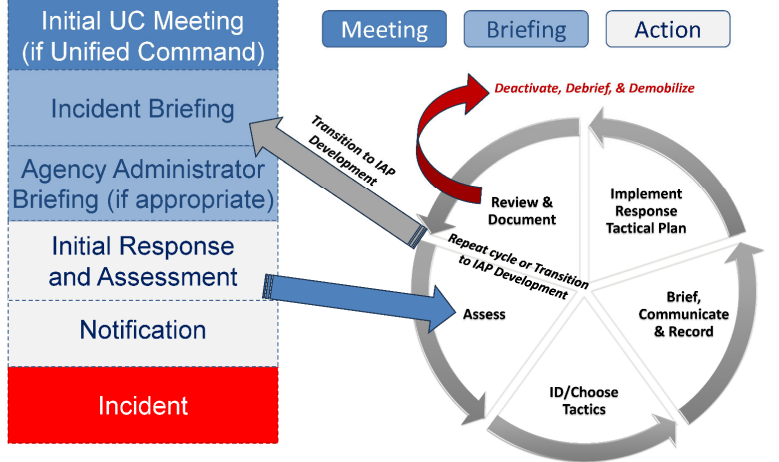 Initial UC Meeting
(if Unified Command)
Incident Briefing
Agency Administrator
Briefing (if appropriate)
Initial Response
and Assessment
Notification
Incident
Meeting
Briefing
Action
Deactivate, Debrief, & Demobilize
Transition to IAP
Development
Review &
Document
Implement
Response
Tactical Plan
Repeat cycle or Transition
to IAP Development
Assess
Brief,
Communicate
& Record
ID/Choose
Tactics